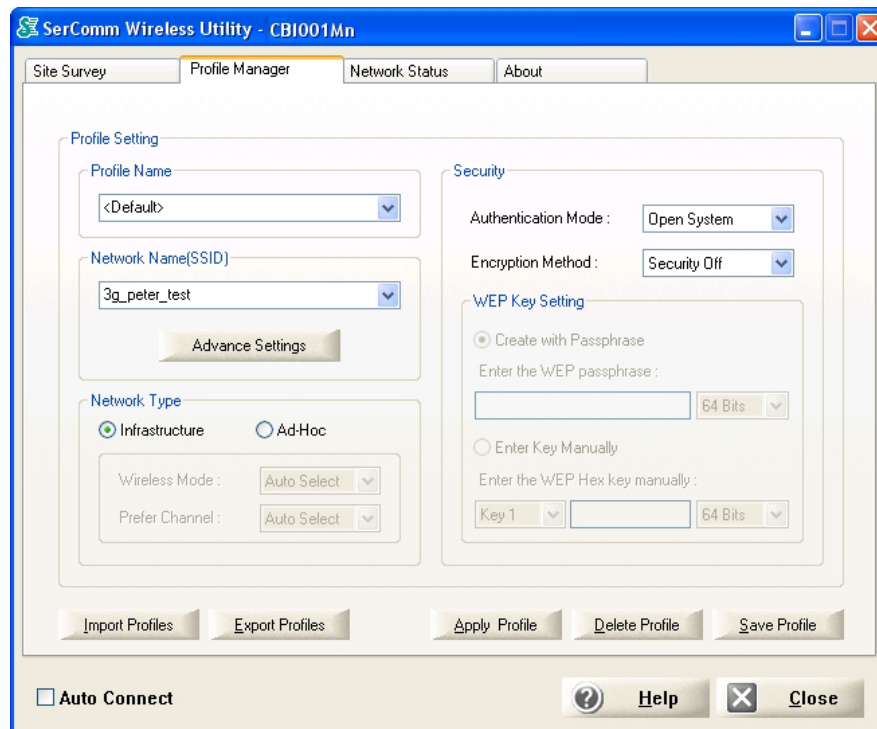 SerComm Wireless Utility - CBI001Mn
Site Survey
Profile Manager
Network Status
About
Profile Setting
Profile Name
<Default>
Network Name(SSID)
3g_peter_test
Advance Settings
Network Type
Infrastructure
Ad-Hoc
Wireless Mode :
Auto Select
Prefer Channel :
Auto Select
Security
Authentication Mode :
Open System
Encryption Method :
Security Off
WEP Key Setting
Create with Passphrase
Enter the WEP passphrase :
64 Bits
Enter Key Manually
Enter the WEP Hex key manually :
Key 1
64 Bits
Import Profiles
Export Profiles
Apply Profile
Delete Profile
Save Profile
Auto Connect
Help
Close